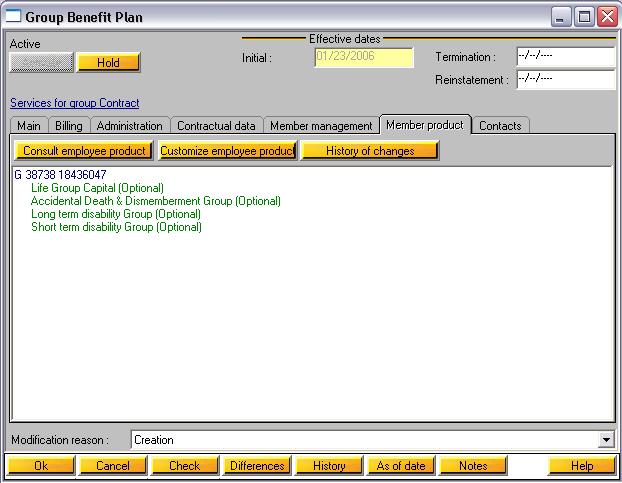 Group Benefit Plan
Active
Effective dates
Hold
Initial :
01/23/2006
Termination :
--/--/----
Reinstatement :
--/--/----
Services for group Contract
Main
Billing
Administration
Contractual data
Member management
Member product
Contacts
Consult employee product
Customize employee product
History of changes
G 38738 18436047
Life Group Capital (Optional)
Accidental Death & Dismemberment Group (Optional)
Long term disability Group (Optional)
Short term disability Group (Optional)
Modification reason :
Creation
Ok
Cancel
Check
Differences
History
As of date
Notes
Help